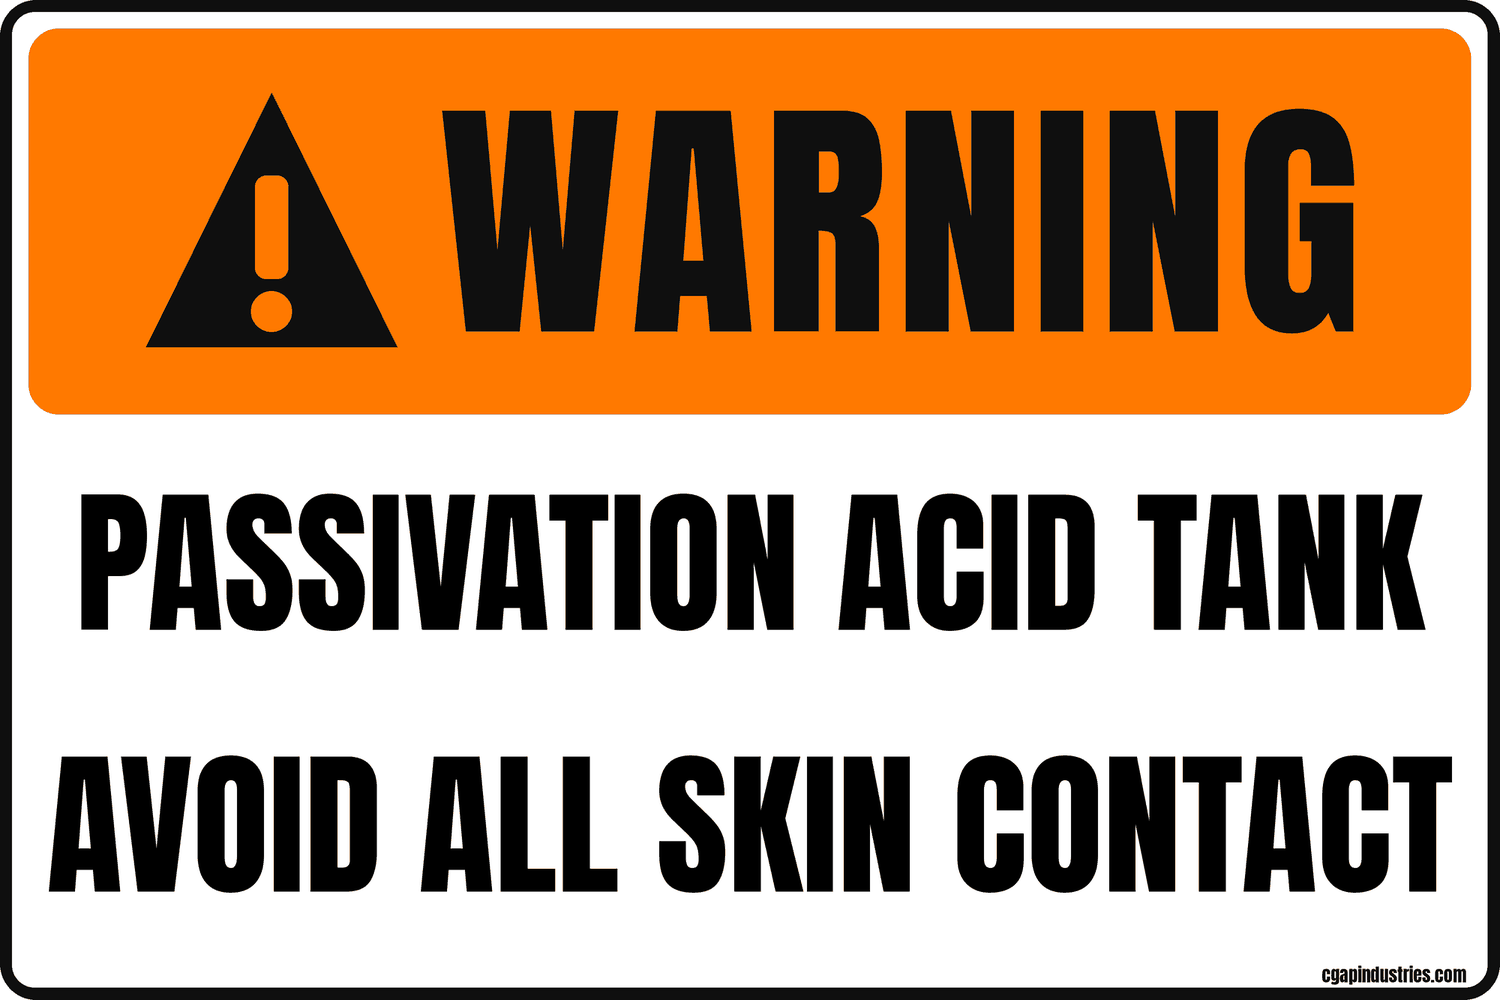 WARNING
PASSIVATION ACID TANK
AVOID ALL SKIN CONTACT
cgapindustries.com